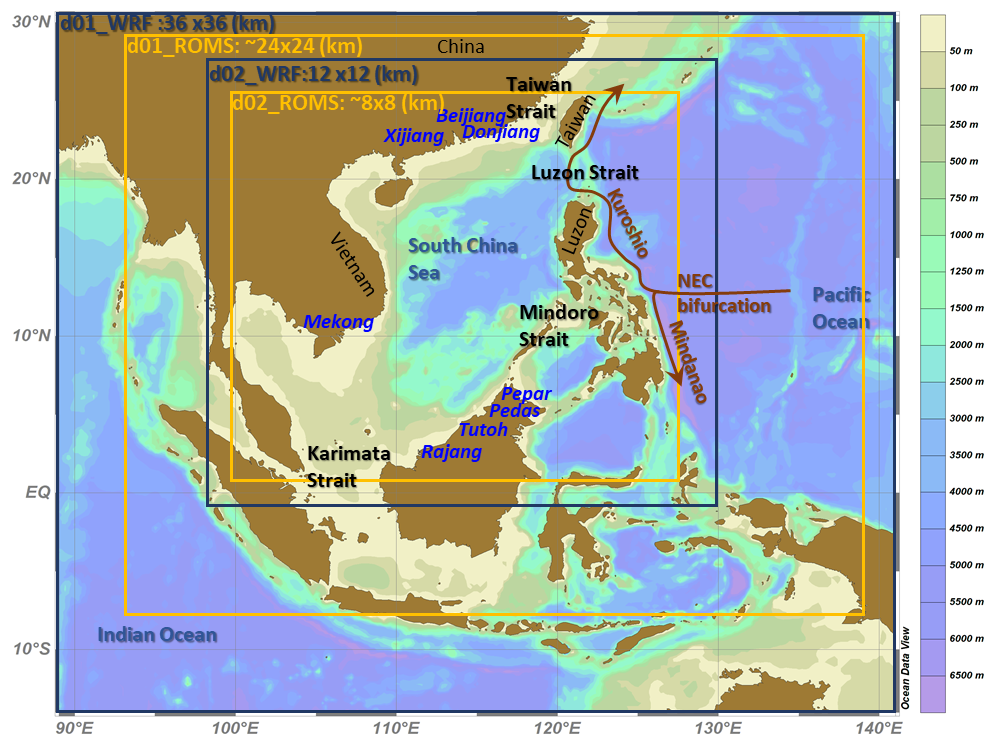 d01_WRF :36 x36 (km)
d01_ROMS: ~24x24 (km)
China
d02_WRF:12 x12 (km)
d02_ROMS: ~8x8 (km)
Taiwan
Strait
Beijiang
Xijiang
Donjiang
Taiwan
Luzon Strait
Kuroshio
Luzon
Vietnam
South China
Sea
NEC
bifurcation
Pacific
Ocean
Mekong
Mindoro
Strait
Mindanao
Pepar
Pedas
Tutoh
Rajang
Karimata
Strait
Indian Ocean
30°N
20°N
10°N
EQ
10°S
90°E
100°E
110°E
120°E
130°E
140°E
Ocean Data View
50 m
100 m
250 m
500 m
750 m
1000 m
1250 m
1500 m
2000 m
2500 m
3000 m
3500 m
4000 m
4500 m
5000 m
5500 m
6000 m
6500 m